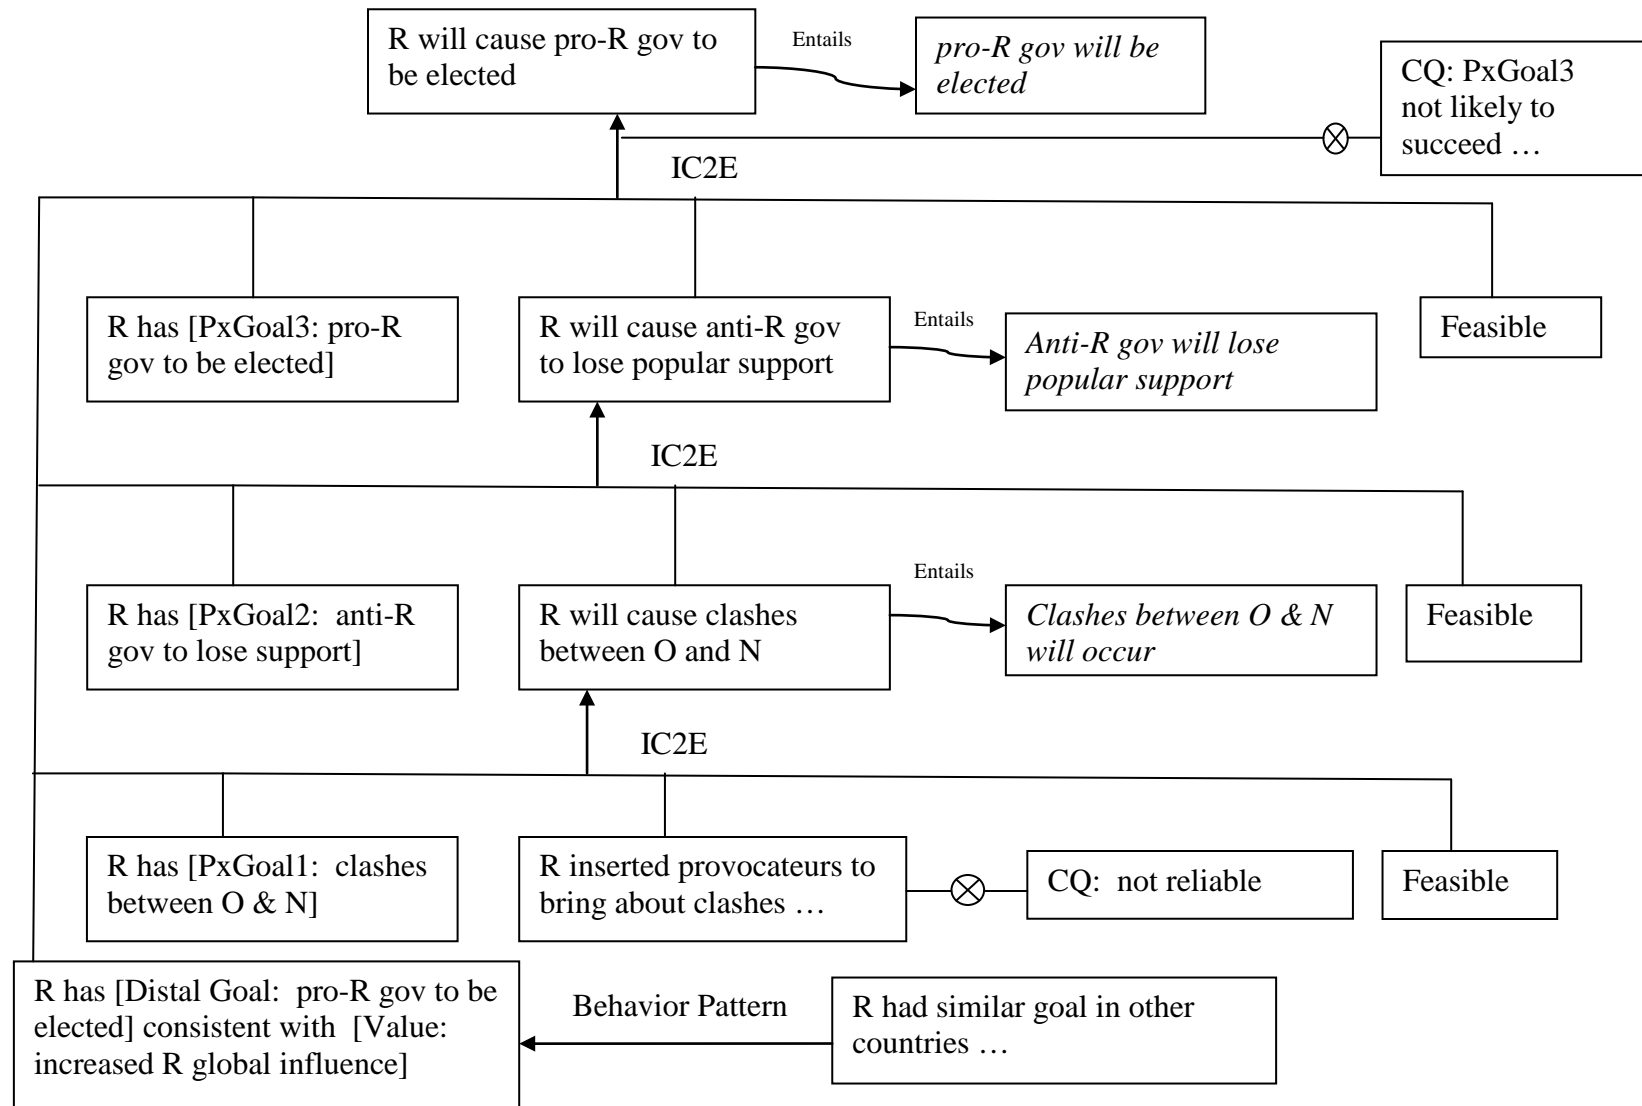 R will cause pro-R gov to
be elected
Entails
pro-R gov will be
elected
CQ: PxGoal3
not likely to
succeed …
IC2E
R has [PxGoal3: pro-R
gov to be elected]
R will cause anti-R gov
to lose popular support
Entails
Anti-R gov will lose
popular support
Feasible
IC2E
R has [PxGoal2:  anti-R
gov to lose support]
R will cause clashes
between O and N
Entails
Clashes between O & N
will occur
Feasible
IC2E
R has [PxGoal1:  clashes
between O & N]
R inserted provocateurs to
bring about clashes …
CQ:  not reliable
Feasible
R has [Distal Goal:  pro-R gov to be
elected] consistent with  [Value:
increased R global influence]
Behavior Pattern
R had similar goal in other
countries …